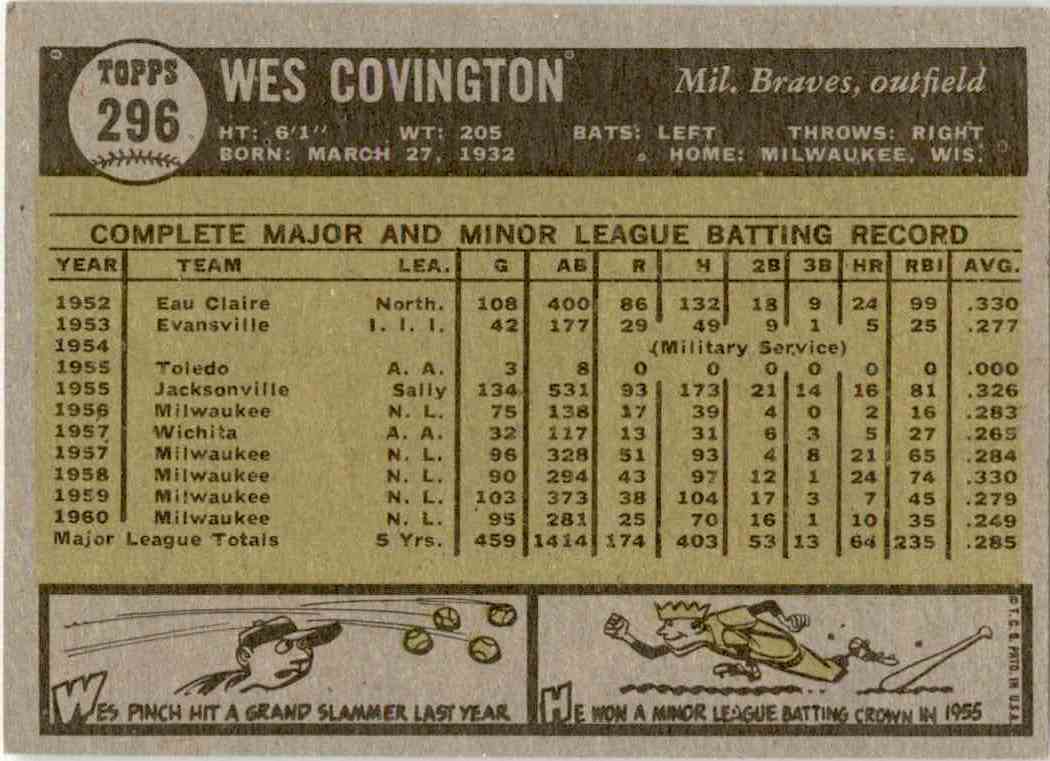 TOPPS
296
WES COVINGTON
Mil. Braves, outfield
HT: 6'1" WT: 205 BATS: LEFT THROWS: RIGHT
BORN: MARCH 27, 1932 HOME: MILWAUKEE, WIS.
COMPLETE MAJOR AND MINOR LEAGUE BATTING RECORD
YEAR TEAM LEA. G AB R H 2B 3B HR RBI AVG.
1952 Eau Claire North. 108 400 86 132 18 9 24 99 .330
1953 Evansville I. I. I. 42 177 29 49 9 1 5 25 .277
1954 (Military Service)
1955 Toledo A. A. 3 8 0 0 0 0 0 0 .000
1955 Jacksonville Sally 134 531 93 173 21 14 16 81 .326
1956 Milwaukee N. L. 75 138 17 39 4 0 2 16 .283
1957 Wichita A. A. 32 117 13 31 6 3 5 27 .265
1957 Milwaukee N. L. 96 328 51 93 4 8 21 65 .284
1958 Milwaukee N. L. 90 294 43 97 12 1 24 74 .330
1959 Milwaukee N. L. 103 373 38 104 17 3 7 45 .279
1960 Milwaukee N. L. 95 281 25 70 16 1 10 35 .249
Major League Totals 5 Yrs. 459 1414 174 403 53 13 64 235 .285
WES PINCH HIT A GRAND SLAMMER LAST YEAR
HE WON A MINOR LEAGUE BATTING CROWN IN 1955
© T.C.G. PRTD. IN U.S.A.